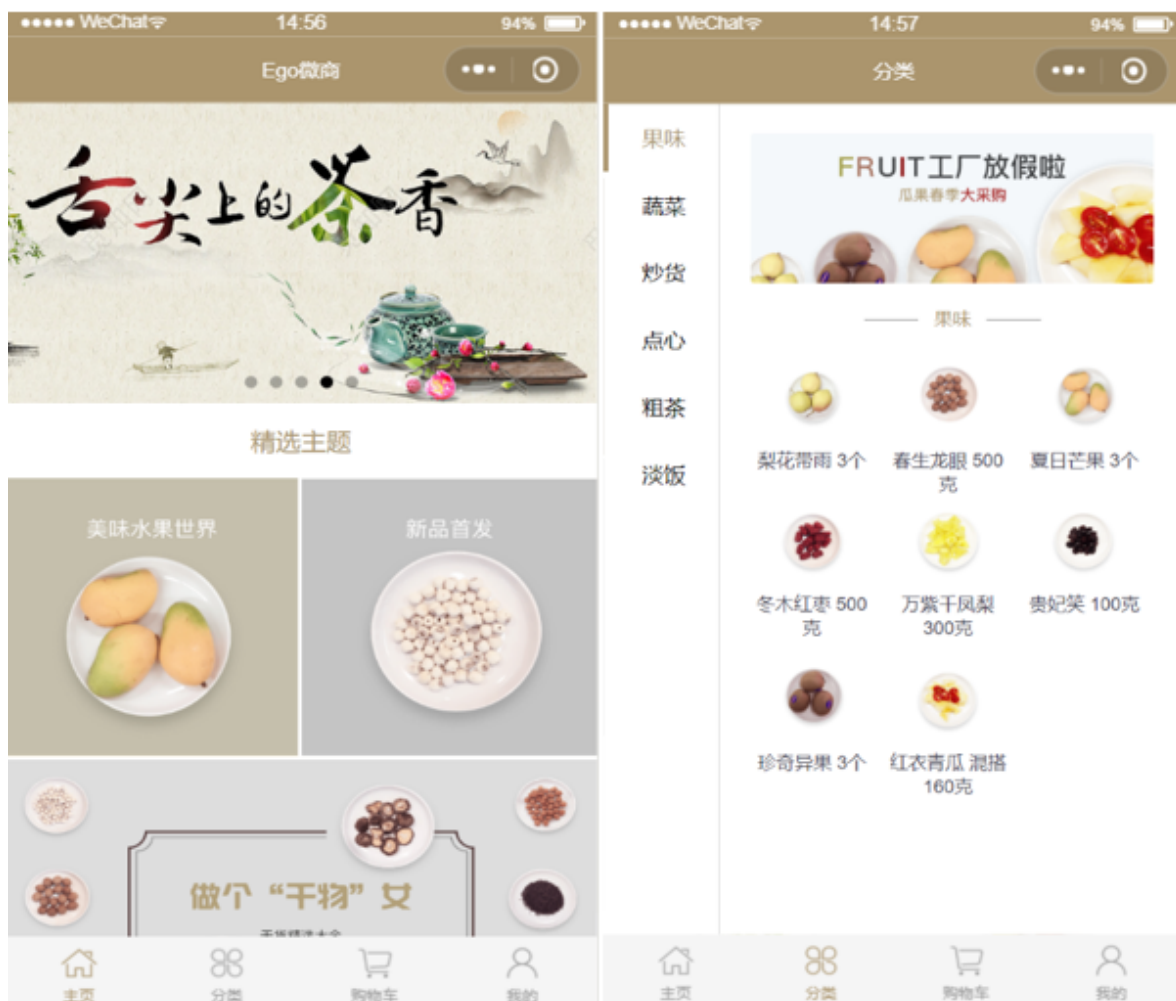 WeChat 14:56 94%
Ego微商
舌尖上的茶香
精选主题
美味水果世界
新品首发
做个“干物”女
干货精选大全
主页
分类
购物车
我的
WeChat 14:57 94%
分类
果味
蔬菜
炒货
点心
粗茶
淡饭
FRUIT工厂放假啦
瓜果春季大采购
果味
梨花带雨 3个
春生龙眼 500
克
夏日芒果 3个
冬木红枣 500
克
万紫千凤梨
300克
贵妃笑 100克
珍奇异果 3个
红衣青瓜 混搭
160克
主页
分类
购物车
我的